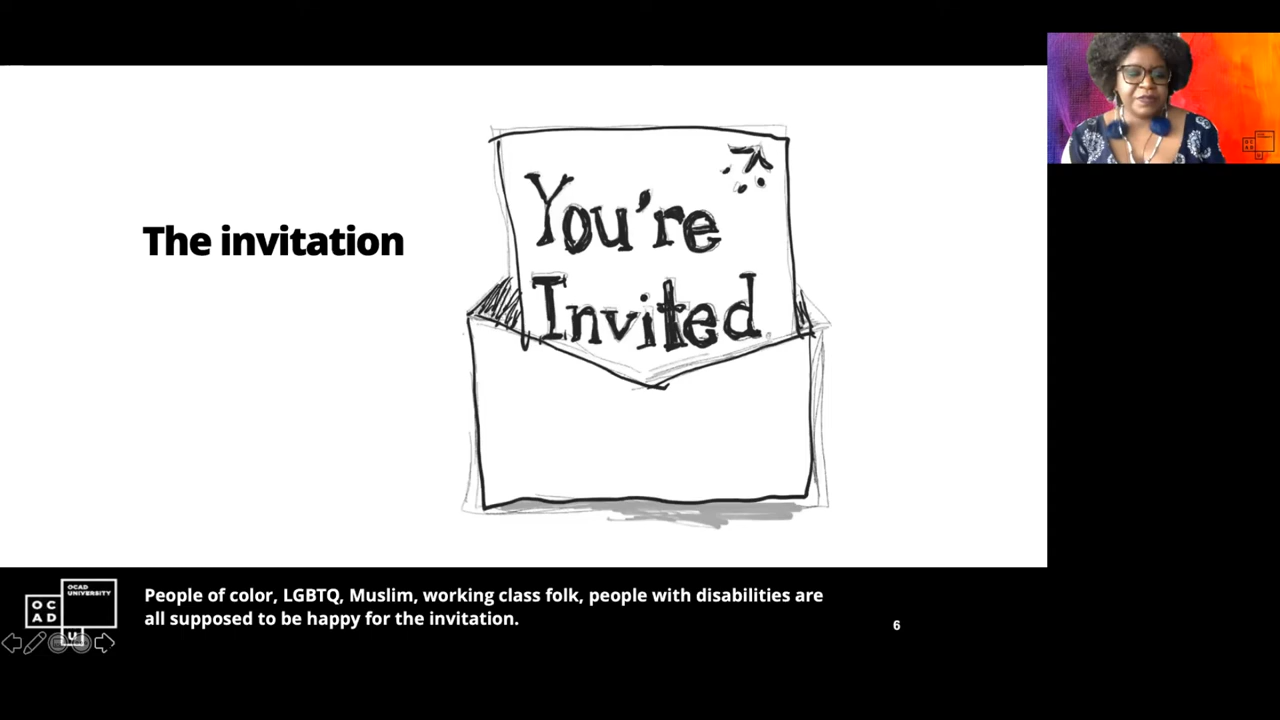 The invitation
You're
Invited
OCAD
UNIVERSITY
O C
A D
U
People of color, LGBTQ, Muslim, working class folk, people with disabilities are
all supposed to be happy for the invitation.
6